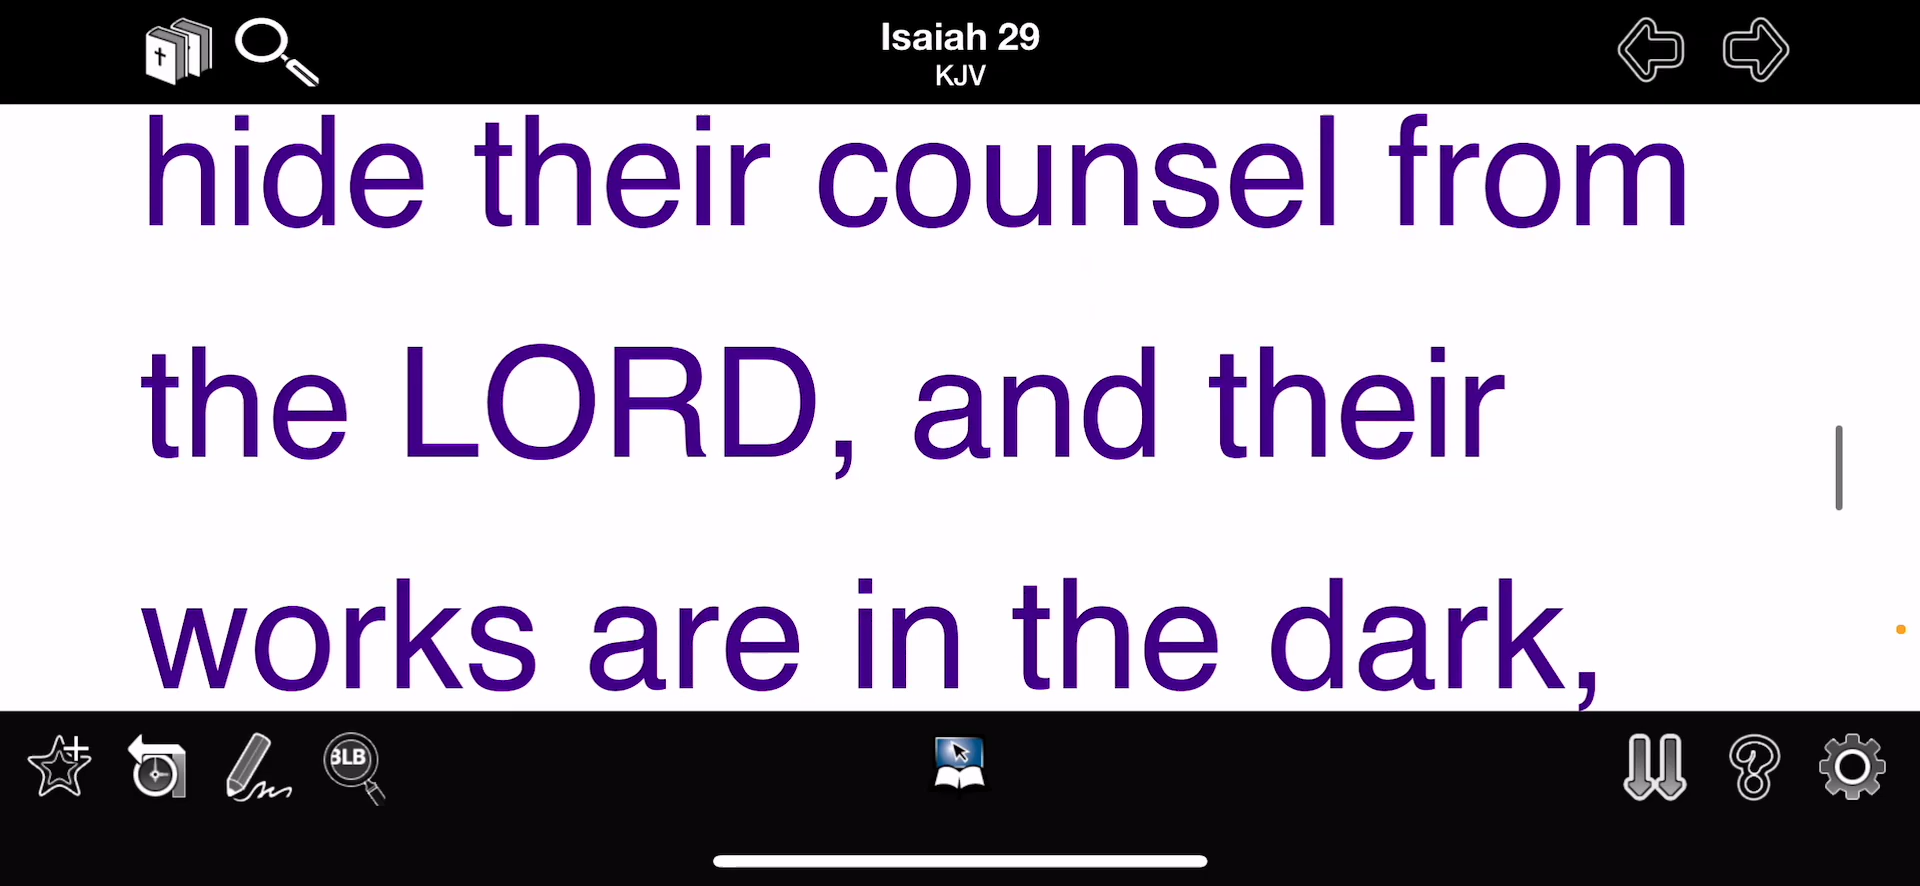 Isaiah 29
KJV
hide their counsel from
the LORD, and their
works are in the dark,
BLB